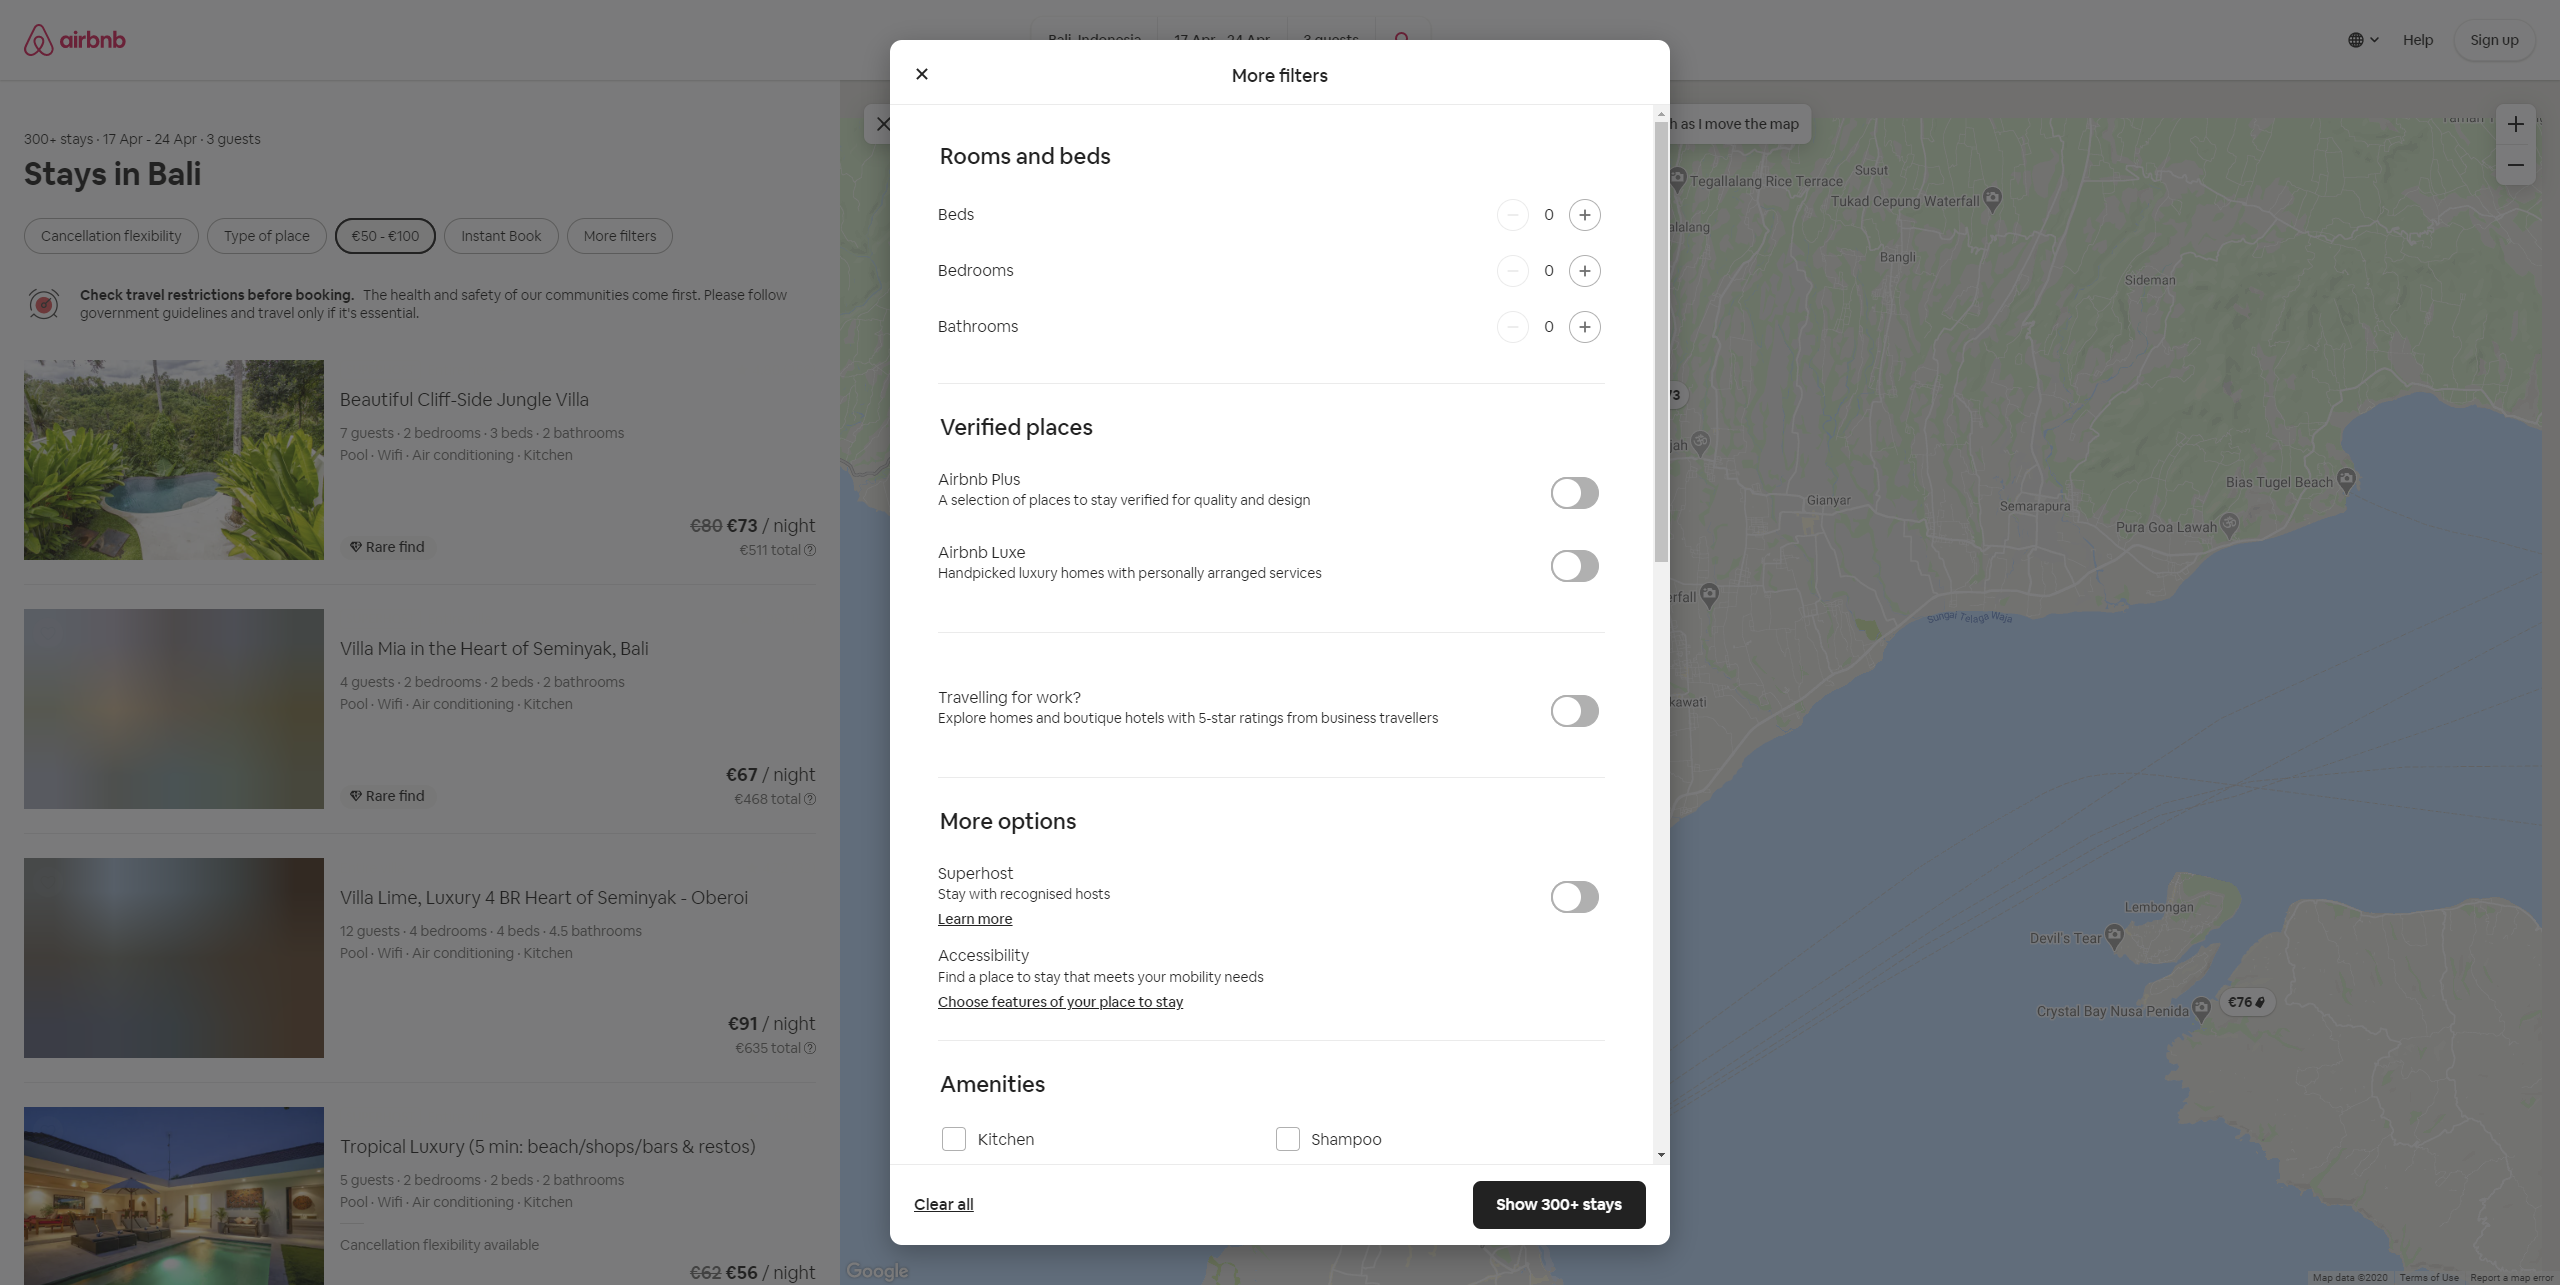 airbnb
Bali, Indonesia
17 Apr - 24 Apr
3 guests
Help
Sign up
300+ stays · 17 Apr - 24 Apr · 3 guests
Stays in Bali
Cancellation flexibility
Type of place
€50 - €100
Instant Book
More filters
Check travel restrictions before booking. The health and safety of our communities come first. Please follow
government guidelines and travel only if it's essential.
Beautiful Cliff-Side Jungle Villa
7 guests · 2 bedrooms · 3 beds · 2 bathrooms
Pool · Wifi · Air conditioning · Kitchen
Rare find
€80 €73 / night
€511 total
Villa Mia in the Heart of Seminyak, Bali
4 guests · 2 bedrooms · 2 beds · 2 bathrooms
Pool · Wifi · Air conditioning · Kitchen
Rare find
€67 / night
€468 total
Villa Lime, Luxury 4 BR Heart of Seminyak - Oberoi
12 guests · 4 bedrooms · 4 beds · 4.5 bathrooms
Pool · Wifi · Air conditioning · Kitchen
€91 / night
€635 total
Tropical Luxury (5 min: beach/shops/bars & restos)
5 guests · 2 bedrooms · 2 beds · 2 bathrooms
Pool · Wifi · Air conditioning · Kitchen
Cancellation flexibility available
€62 €56 / night
More filters
Rooms and beds
Beds
0
Bedrooms
0
Bathrooms
0
Verified places
Airbnb Plus
A selection of places to stay verified for quality and design
Airbnb Luxe
Handpicked luxury homes with personally arranged services
Travelling for work?
Explore homes and boutique hotels with 5-star ratings from business travellers
More options
Superhost
Stay with recognised hosts
Learn more
Accessibility
Find a place to stay that meets your mobility needs
Choose features of your place to stay
Amenities
Kitchen
Shampoo
Clear all
Show 300+ stays
h as I move the map
Susut
Tegallalang Rice Terrace
Tukad Cepung Waterfall
alalang
Bangli
Sideman
Bias Tugel Beach
Gianyar
Semarapura
Pura Goa Lawah
jah
rfall
Sungai Telaga Waja
kawati
Lembongan
Devil's Tear
€76
Crystal Bay Nusa Penida
Google
Map data ©2020
Terms of Use
Report a map error